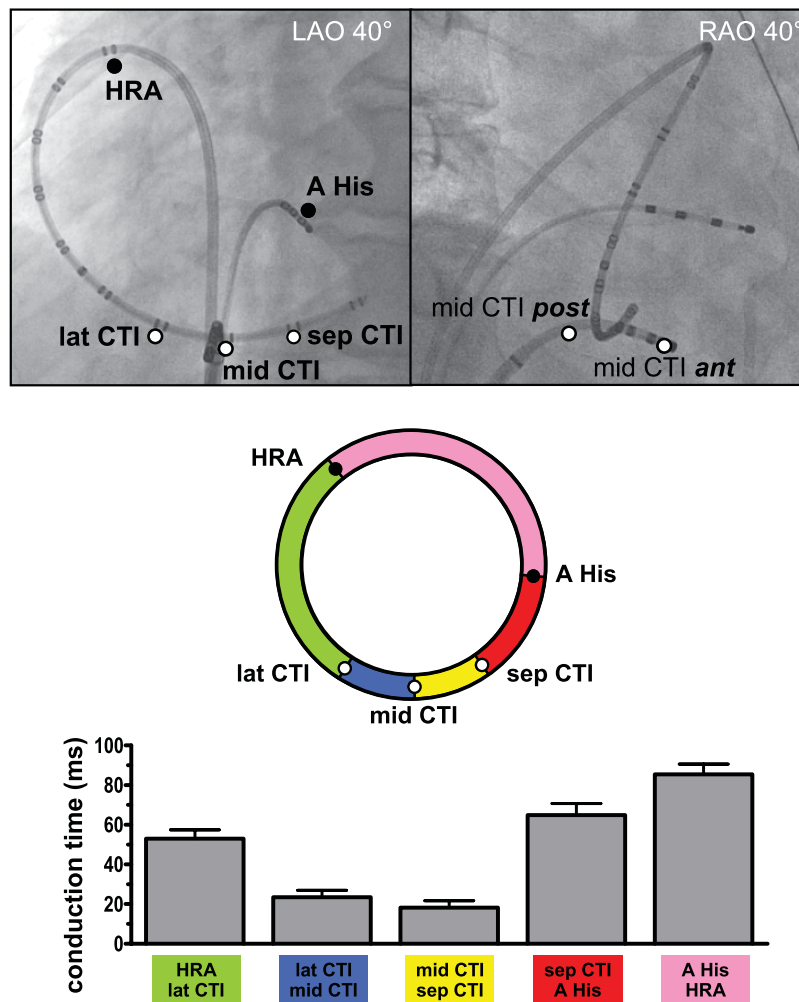 LAO 40°
RAO 40°
HRA
A His
lat CTI
mid CTI
sep CTI
mid CTI post
mid CTI ant
HRA
A His
lat CTI
mid CTI
sep CTI
conduction time (ms)
100
80
60
40
20
0
HRA
lat CTI
lat CTI
mid CTI
mid CTI
sep CTI
sep CTI
A His
A His
HRA